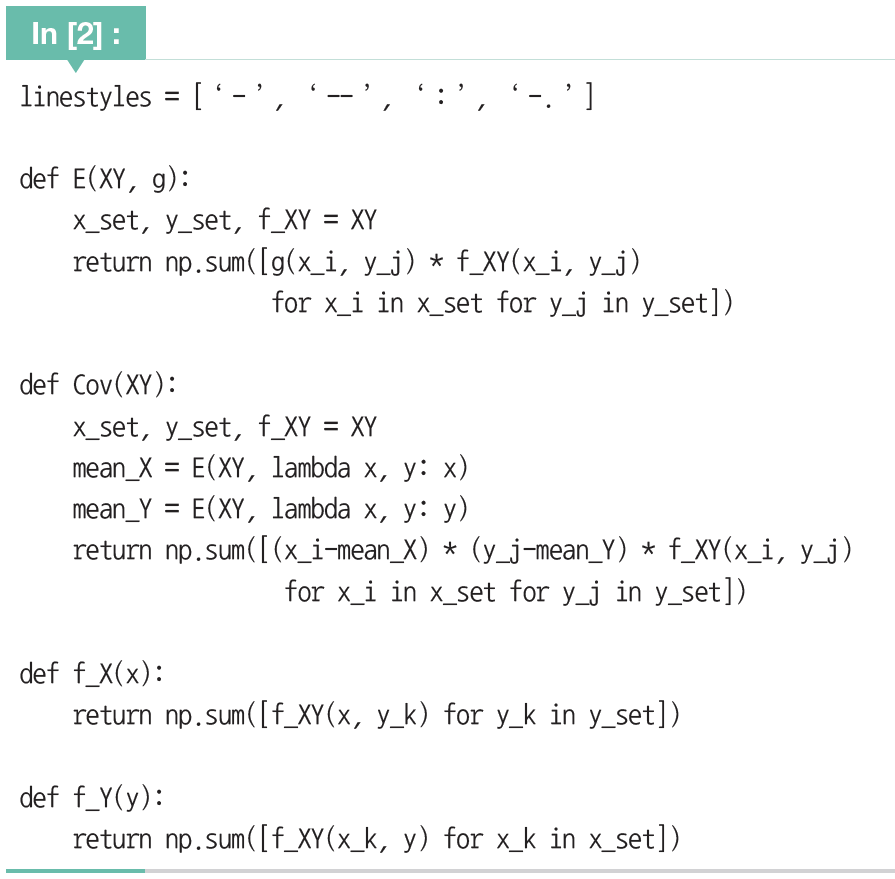 In [2] :
linestyles = [ ‘ - ’ , ‘ -- ’ , ‘ : ’ , ‘ -. ’ ]
def E(XY, g):
    x_set, y_set, f_XY = XY
    return np.sum([g(x_i, y_j) * f_XY(x_i, y_j)
                   for x_i in x_set for y_j in y_set])
def Cov(XY):
    x_set, y_set, f_XY = XY
    mean_X = E(XY, lambda x, y: x)
    mean_Y = E(XY, lambda x, y: y)
    return np.sum([(x_i-mean_X) * (y_j-mean_Y) * f_XY(x_i, y_j)
                    for x_i in x_set for y_j in y_set])
def f_X(x):
    return np.sum([f_XY(x, y_k) for y_k in y_set])
def f_Y(y):
    return np.sum([f_XY(x_k, y) for x_k in x_set])